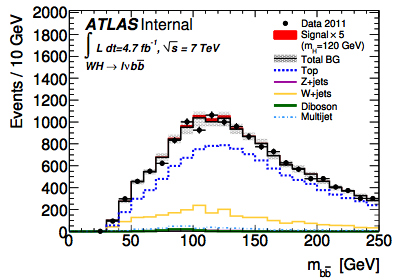 ATLAS Internal
∫ L dt=4.7 fb⁻¹, √s = 7 TeV
WH → lνbb̅
Data 2011
Signal × 5
(m_H=120 GeV)
Total BG
Top
Z+jets
W+jets
Diboson
Multijet
Events / 10 GeV
2000
1800
1600
1400
1200
1000
800
600
400
200
0
0 50 100 150 200 250
m_bb̅ [GeV]